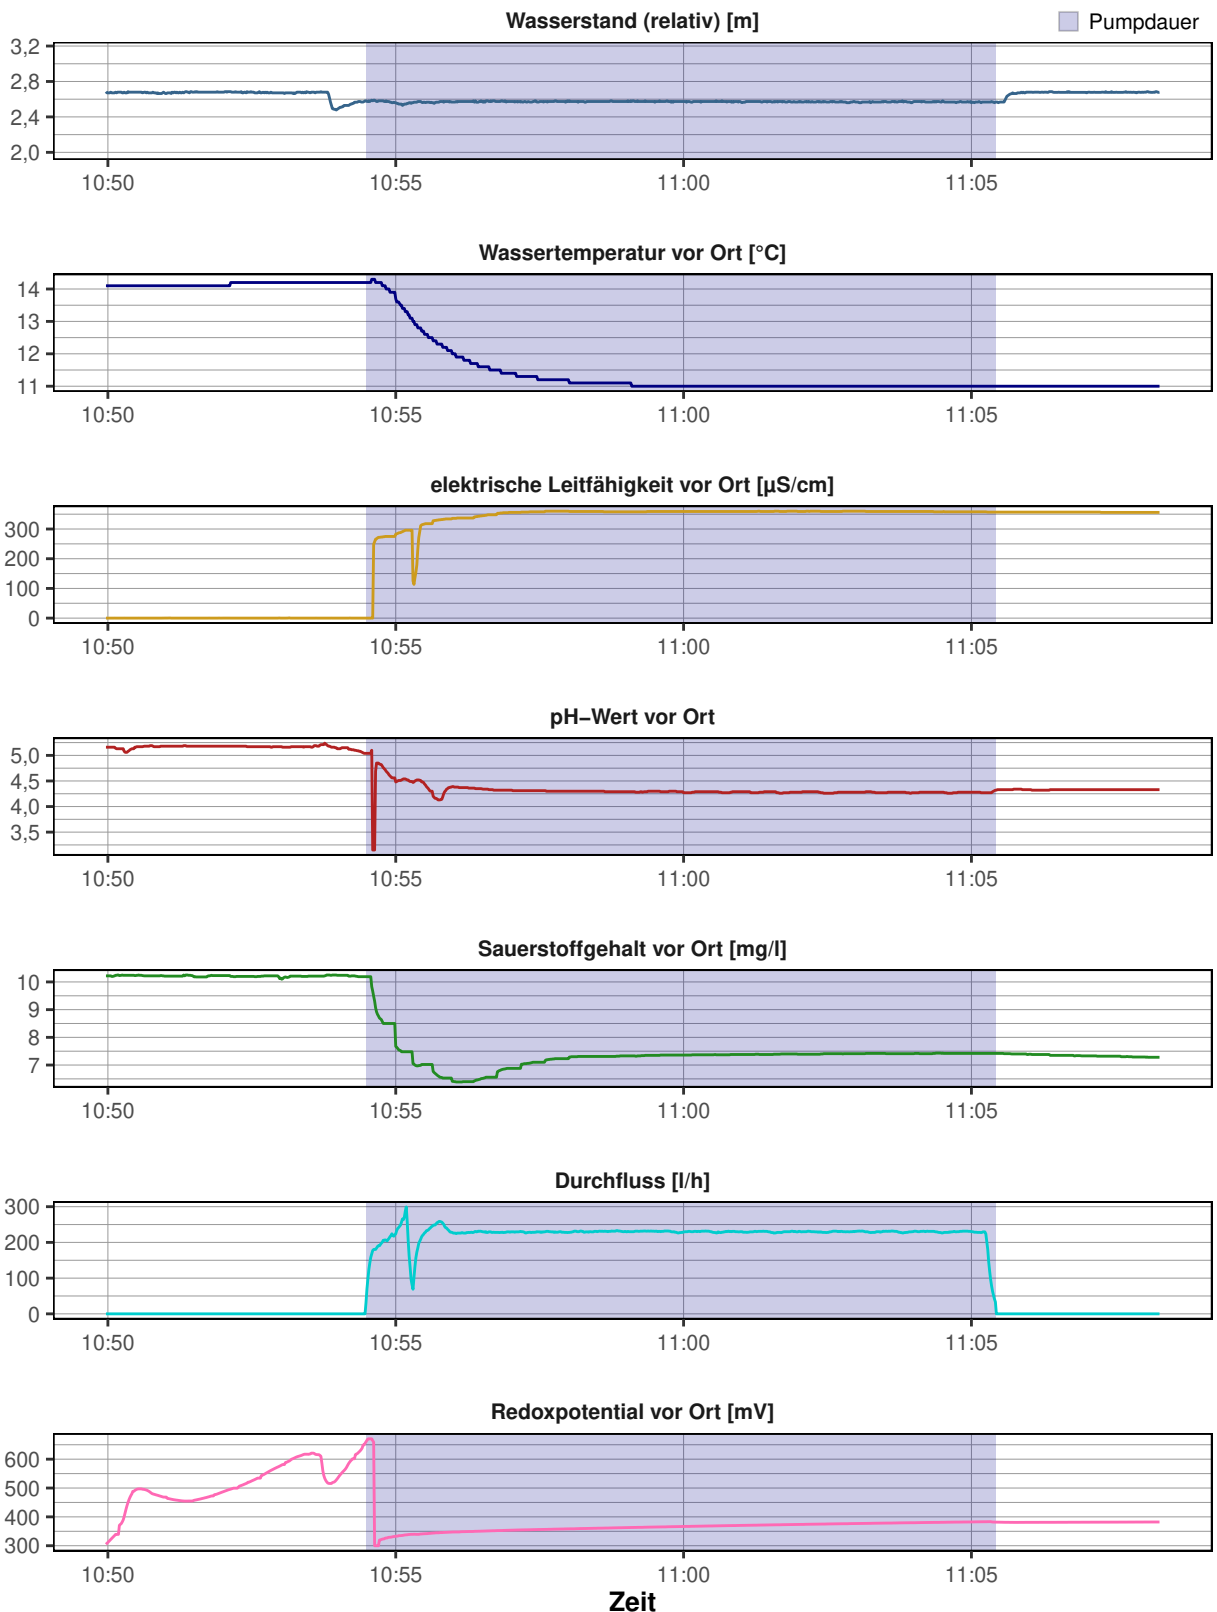 Wasserstand (relativ) [m]
Pumpdauer
3,2
2,8
2,4
2,0
10:50 10:55 11:00 11:05
Wassertemperatur vor Ort [°C]
14
13
12
11
10:50 10:55 11:00 11:05
elektrische Leitfähigkeit vor Ort [µS/cm]
300
200
100
0
10:50 10:55 11:00 11:05
pH−Wert vor Ort
5,0
4,5
4,0
3,5
10:50 10:55 11:00 11:05
Sauerstoffgehalt vor Ort [mg/l]
10
9
8
7
10:50 10:55 11:00 11:05
Durchfluss [l/h]
300
200
100
0
10:50 10:55 11:00 11:05
Redoxpotential vor Ort [mV]
600
500
400
300
10:50 10:55 11:00 11:05
Zeit